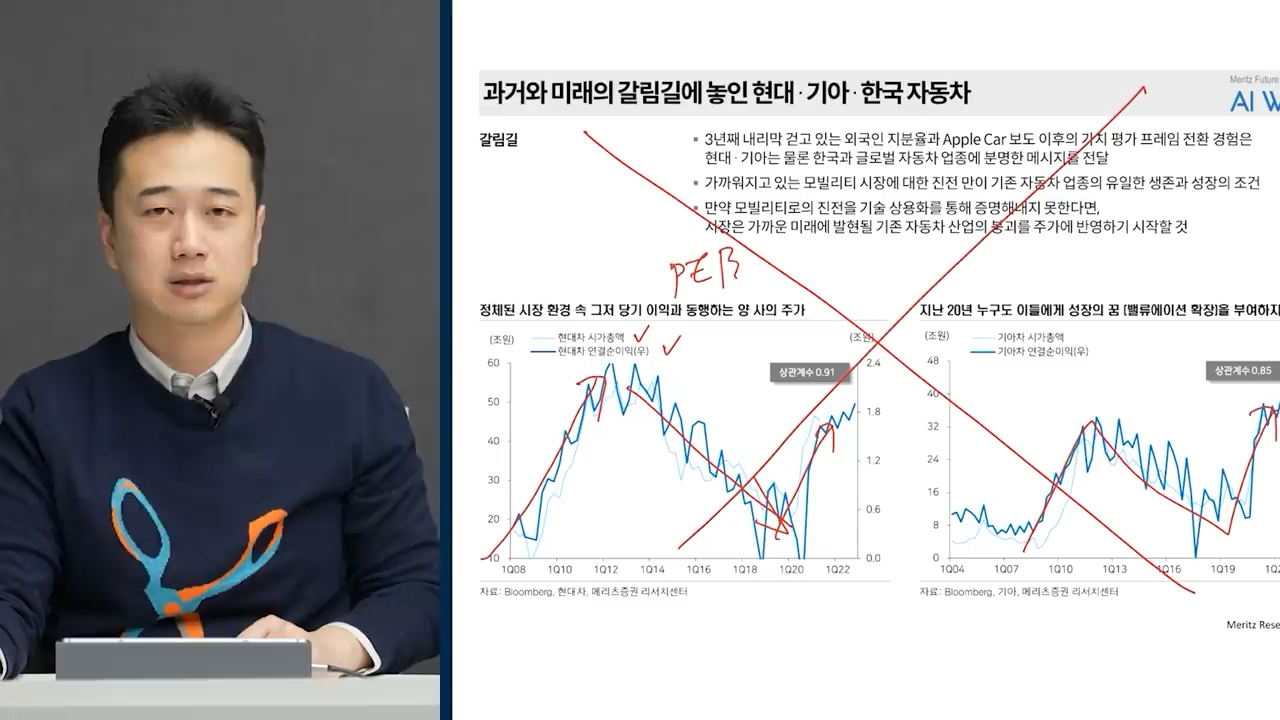 과거와 미래의 갈림길에 놓인 현대 · 기아 · 한국 자동차
Meritz Future
AI W
갈림길
▪ 3년째 내리막 걷고 있는 외국인 지분율과 Apple Car 보도 이후의 가치 평가 프레임 전환 경험은
현대 · 기아는 물론 한국과 글로벌 자동차 업종에 분명한 메시지를 전달
▪ 가까워지고 있는 모빌리티 시장에 대한 진전 만이 기존 자동차 업종의 유일한 생존과 성장의 조건
▪ 만약 모빌리티로의 진전을 기술 상용화를 통해 증명해내지 못한다면,
시장은 가까운 미래에 발현될 기존 자동차 산업의 붕괴를 주가에 반영하기 시작할 것
정체된 시장 환경 속 그저 당기 이익과 동행하는 양 사의 주가
(조원)
현대차 시가총액
현대차 연결순이익(우)
(조원)
상관계수 0.91
60
50
40
30
20
10
2.4
1.8
1.2
0.6
0.0
1Q08 1Q10 1Q12 1Q14 1Q16 1Q18 1Q20 1Q22
자료: Bloomberg, 현대차, 메리츠증권 리서치센터
지난 20년 누구도 이들에게 성장의 꿈 (밸류에이션 확장)을 부여하지
(조원)
기아차 시가총액
기아차 연결순이익(우)
상관계수 0.85
48
40
32
24
16
8
0
1Q04 1Q07 1Q10 1Q13 1Q16 1Q19 1Q2
자료: Bloomberg, 기아, 메리츠증권 리서치센터
Meritz Rese